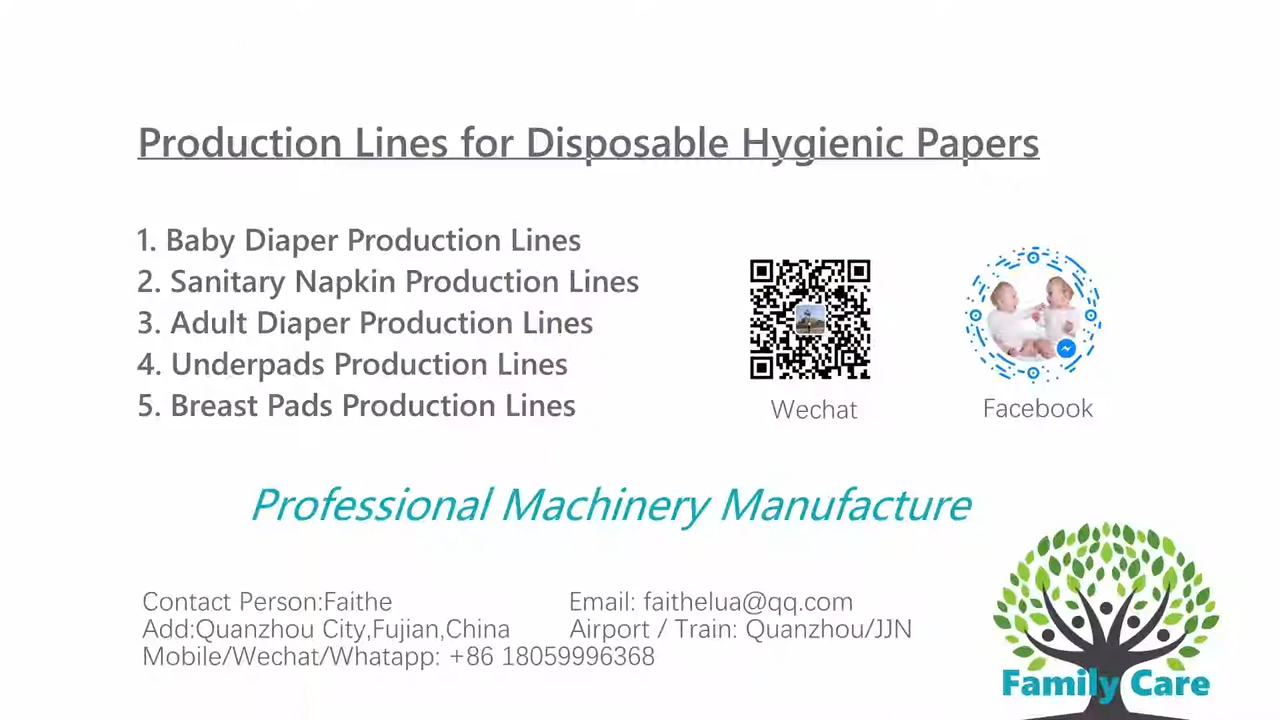 Production Lines for Disposable Hygienic Papers
1. Baby Diaper Production Lines
2. Sanitary Napkin Production Lines
3. Adult Diaper Production Lines
4. Underpads Production Lines
5. Breast Pads Production Lines
Wechat
Facebook
Professional Machinery Manufacture
Contact Person:Faithe
Email: faithelua@qq.com
Add:Quanzhou City,Fujian,China
Airport / Train: Quanzhou/JJN
Mobile/Wechat/Whatapp: +86 18059996368
Family Care